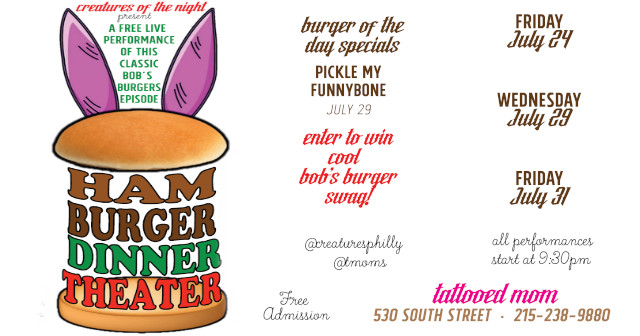 creatures of the night
present
A FREE LIVE
PERFORMANCE
OF THIS
CLASSIC
BOB'S
BURGERS
EPISODE
HAM
BURGER
DINNER
THEATER
burger of the
day specials
PICKLE MY
FUNNYBONE
JULY 29
enter to win
cool
bob's burger
swag!
@creaturesphilly
@tmoms
Free
Admission
FRIDAY
July 24
WEDNESDAY
July 29
FRIDAY
July 31
all performances
start at 9:30pm
tattooed mom
530 SOUTH STREET · 215-238-9880